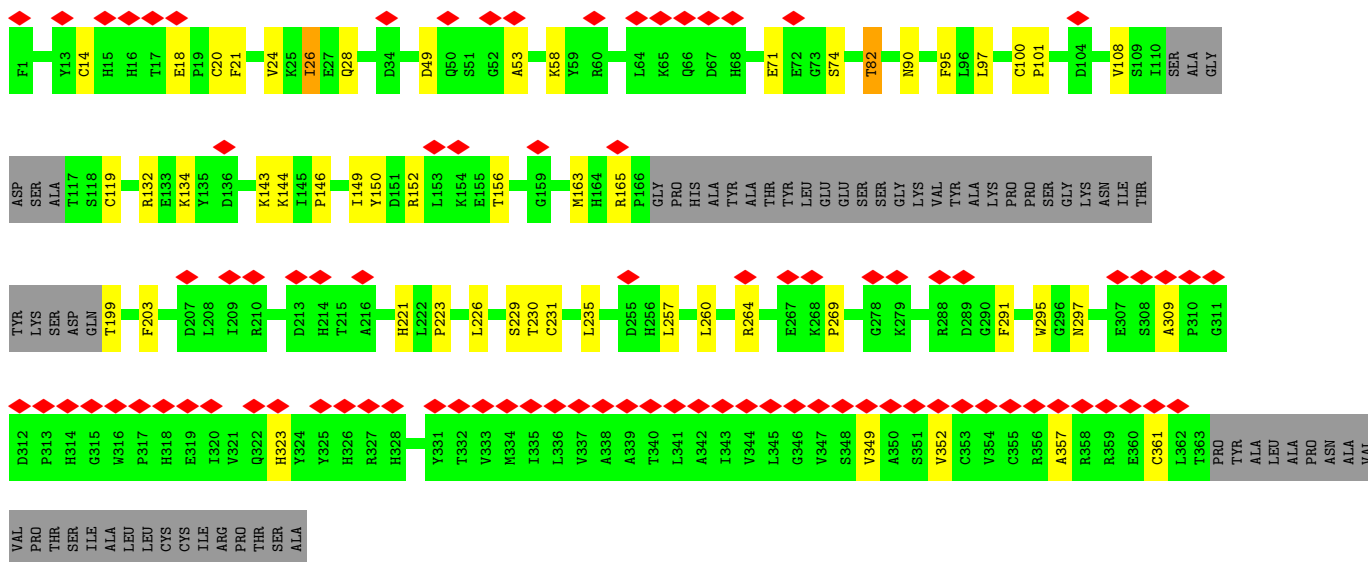 F1 Y13 C14 H15 H16 T17 E18 P19 C20 F21 V24 K25 I26 E27 Q28 D34 D49 Q50 S51 G52 A53 K58 Y59 R60 L64 K65 Q66 D67 H68 E71 E72 G73 S74 T82 N90 F95 L96 L97 C100 P101 D104 V108 S109 I110 SER ALA GLY
ASP SER ALA T117 S118 C119 R132 E133 K134 Y135 D136 K143 K144 I145 P146 I149 Y150 D151 R152 L153 K154 E155 T156 G159 M163 H164 R165 P166 GLY PRO HIS ALA TYR ALA THR TYR LEU GLU GLU SER SER GLY LYS VAL TYR ALA LYS PRO PRO SER GLY LYS ASN ILE THR
TYR LYS SER ASP GLN T199 F203 D207 L208 I209 R210 D213 H214 T215 A216 H221 L222 P223 L226 S229 T230 C231 L235 D255 H256 L257 L260 R264 E267 K268 P269 G278 K279 R288 D289 G290 F291 W295 G296 N297 E307 S308 A309 P310 G311
D312 P313 H314 G315 W316 P317 H318 E319 I320 V321 Q322 H323 Y324 Y325 H326 R327 H328 Y331 T332 V333 M334 I335 L336 V337 A338 A339 T340 L341 A342 I343 V344 L345 G346 V347 S348 V349 A350 S351 V352 C353 V354 C355 R356 A357 R358 R359 E360 C361 L362 T363 PRO TYR ALA LEU ALA PRO ASN ALA VAL
VAL PRO THR SER ILE ALA LEU LEU CYS CYS ILE ARG PRO THR SER ALA